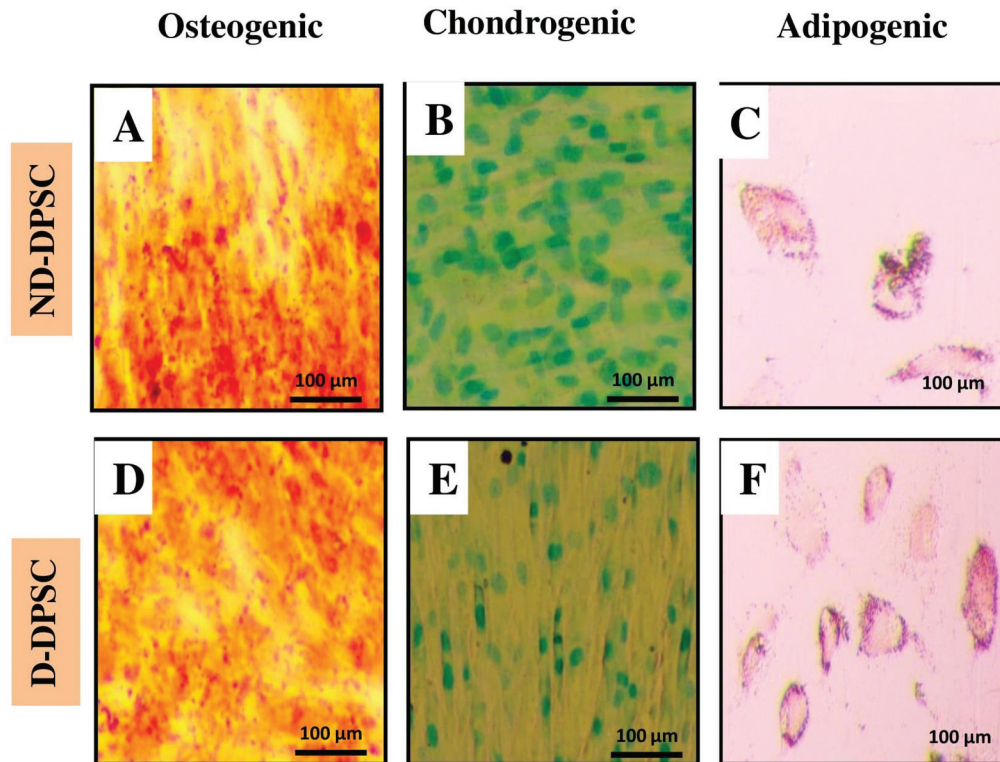 Osteogenic Chondrogenic Adipogenic
ND-DPSC
A
B
C
100 µm
100 µm
100 µm
D-DPSC
D
E
F
100 µm
100 µm
100 µm